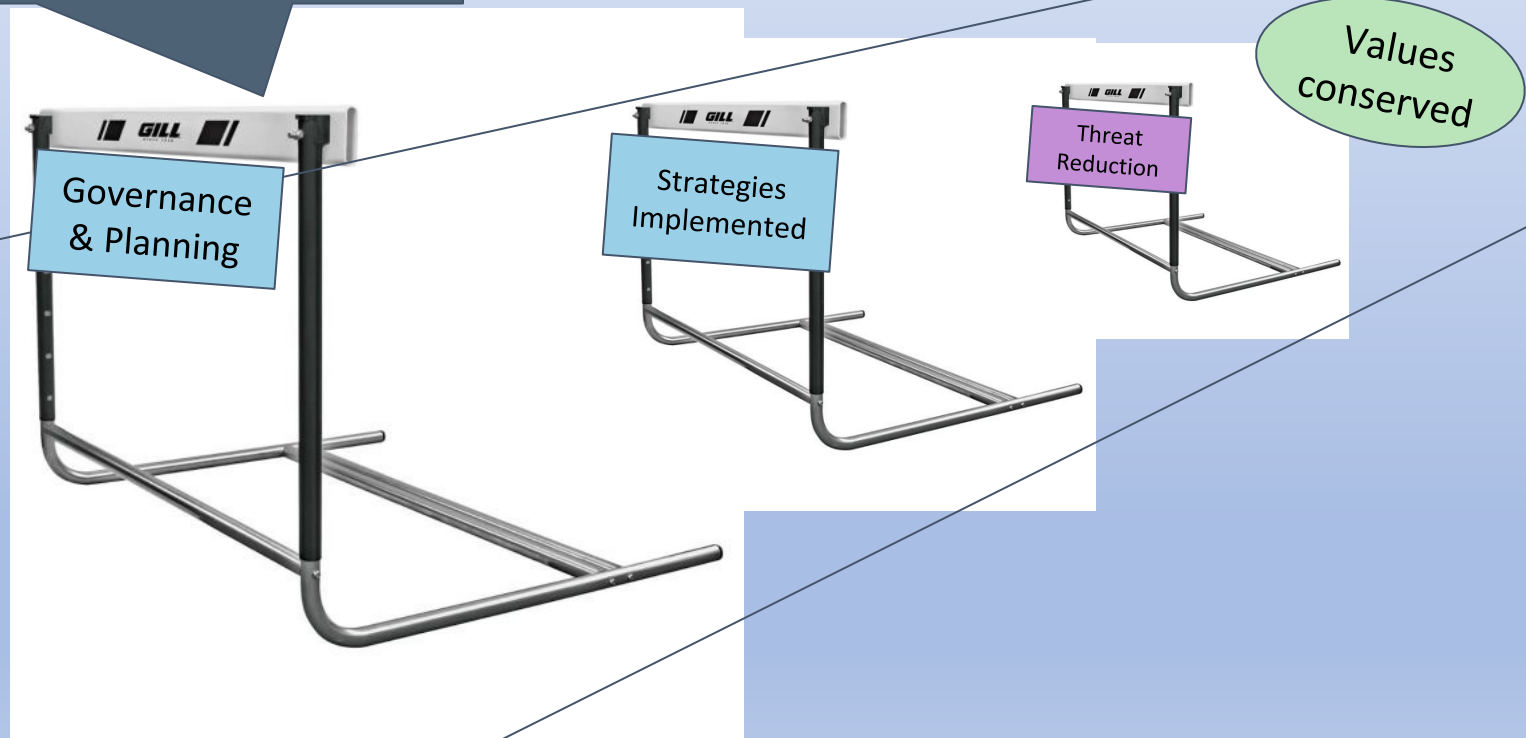 GILL
Governance
& Planning
GILL
Strategies
Implemented
GILL
Threat
Reduction
Values
conserved